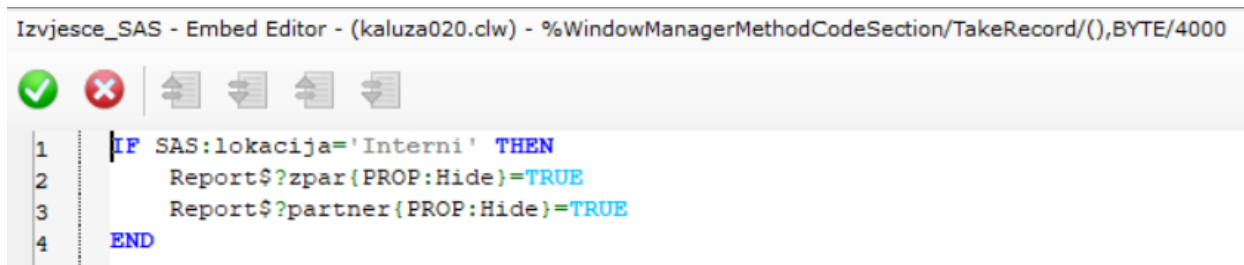 Izvjesce_SAS - Embed Editor - (kaluza020.clw) - %WindowManagerMethodCodeSection/TakeRecord/(),BYTE/4000
1 IF SAS:lokacija='Interni' THEN
2 Report$?zpar{PROP:Hide}=TRUE
3 Report$?partner{PROP:Hide}=TRUE
4 END